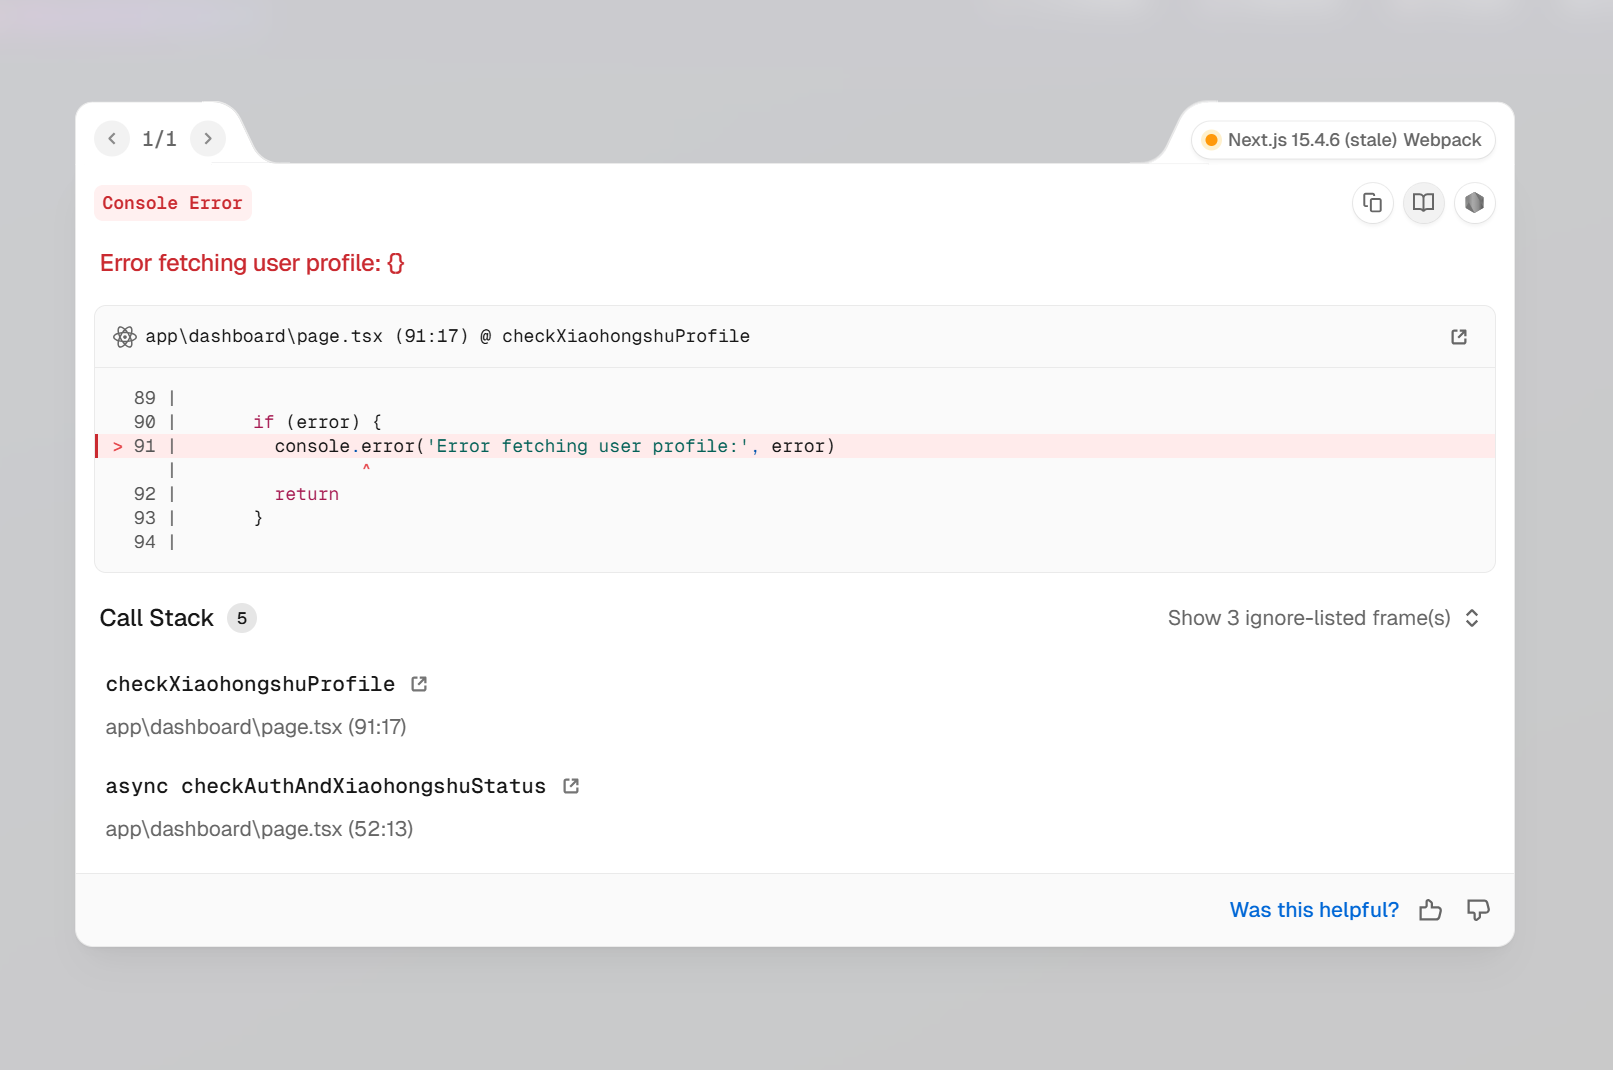 1/1
Next.js 15.4.6 (stale) Webpack
Console Error
Error fetching user profile: {}
app\dashboard\page.tsx (91:17) @ checkXiaohongshuProfile
89 |
90 |       if (error) {
> 91 |         console.error('Error fetching user profile:', error)
|                 ^
92 |         return
93 |       }
94 |
Call Stack 5
Show 3 ignore-listed frame(s)
checkXiaohongshuProfile
app\dashboard\page.tsx (91:17)
async checkAuthAndXiaohongshuStatus
app\dashboard\page.tsx (52:13)
Was this helpful?